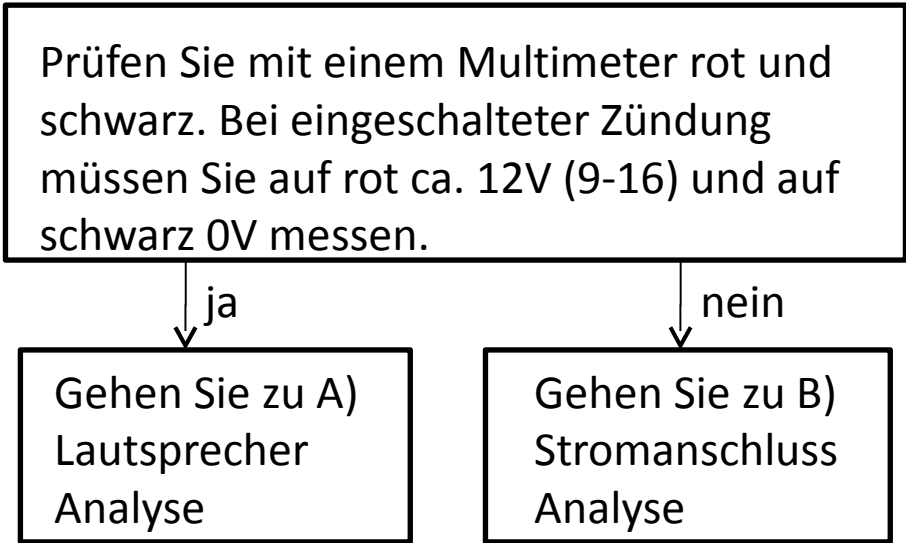 Prüfen Sie mit einem Multimeter rot und
schwarz. Bei eingeschalteter Zündung
müssen Sie auf rot ca. 12V (9-16) und auf
schwarz 0V messen.
ja
nein
Gehen Sie zu A)
Lautsprecher
Analyse
Gehen Sie zu B)
Stromanschluss
Analyse